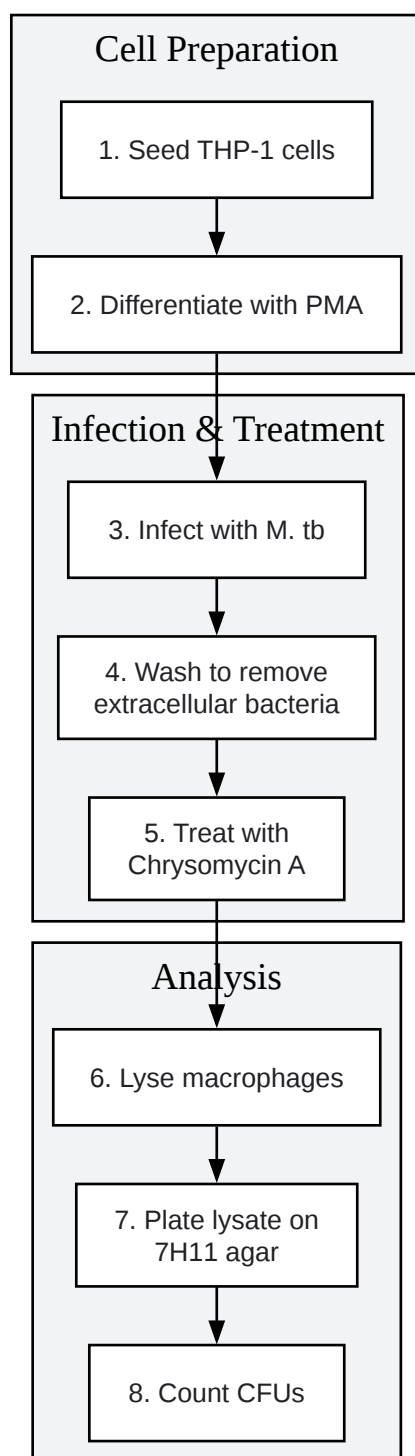 Cell Preparation
1. Seed THP-1 cells
2. Differentiate with PMA
Infection & Treatment
3. Infect with M. tb
4. Wash to remove
extracellular bacteria
5. Treat with
Chrysomycin A
Analysis
6. Lyse macrophages
7. Plate lysate on
7H11 agar
8. Count CFUs